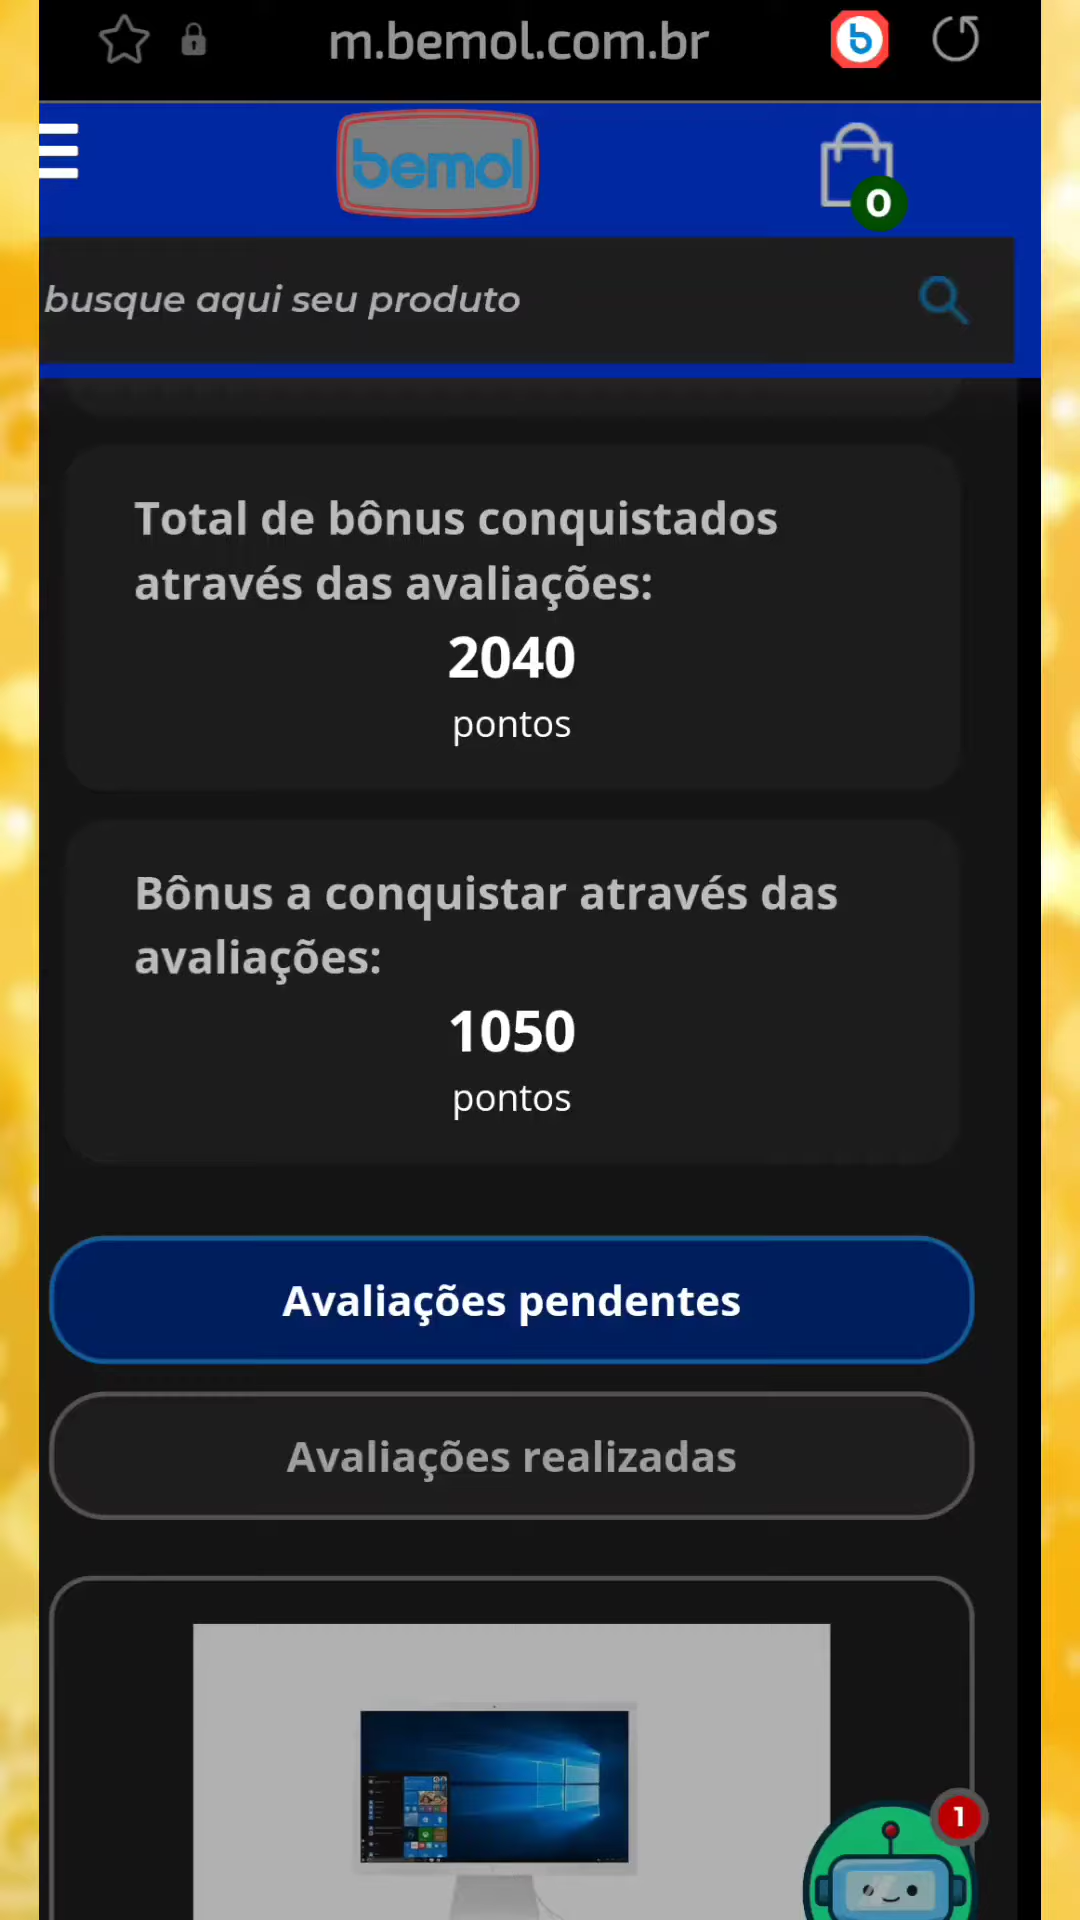 m.bemol.com.br
b
bemol
0
busque aqui seu produto
Total de bônus conquistados
através das avaliações:
2040
pontos
Bônus a conquistar através das
avaliações:
1050
pontos
Avaliações pendentes
Avaliações realizadas
1